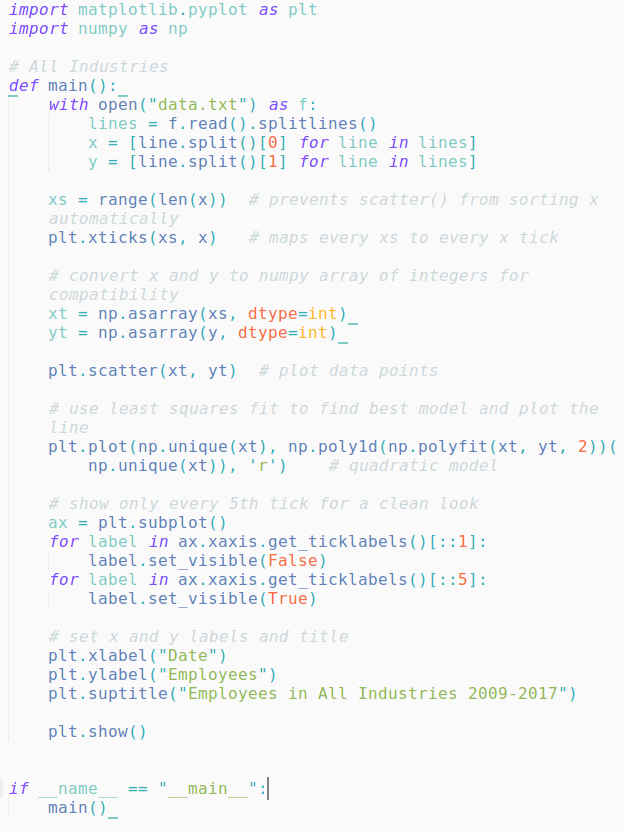 import matplotlib.pyplot as plt
import numpy as np
# All Industries
def main():
    with open("data.txt") as f:
        lines = f.read().splitlines()
        x = [line.split()[0] for line in lines]
        y = [line.split()[1] for line in lines]
    xs = range(len(x))  # prevents scatter() from sorting x
    automatically
    plt.xticks(xs, x)   # maps every xs to every x tick
    # convert x and y to numpy array of integers for
    compatibility
    xt = np.asarray(xs, dtype=int)
    yt = np.asarray(y, dtype=int)
    plt.scatter(xt, yt)  # plot data points
    # use least squares fit to find best model and plot the
    line
    plt.plot(np.unique(xt), np.poly1d(np.polyfit(xt, yt, 2))(
        np.unique(xt)), 'r')    # quadratic model
    # show only every 5th tick for a clean look
    ax = plt.subplot()
    for label in ax.xaxis.get_ticklabels()[::1]:
        label.set_visible(False)
    for label in ax.xaxis.get_ticklabels()[::5]:
        label.set_visible(True)
    # set x and y labels and title
    plt.xlabel("Date")
    plt.ylabel("Employees")
    plt.suptitle("Employees in All Industries 2009-2017")
    plt.show()
if __name__ == "__main__":
    main()